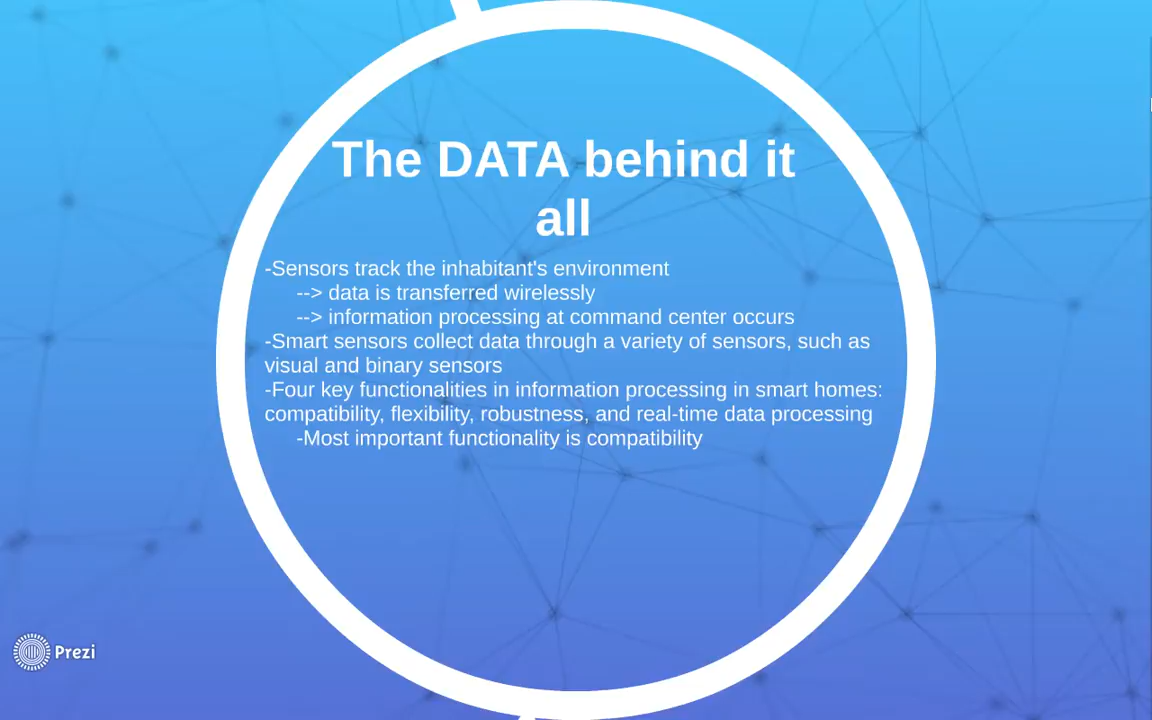 The DATA behind it
all
-Sensors track the inhabitant's environment
--> data is transferred wirelessly
--> information processing at command center occurs
-Smart sensors collect data through a variety of sensors, such as
visual and binary sensors
-Four key functionalities in information processing in smart homes:
compatibility, flexibility, robustness, and real-time data processing
-Most important functionality is compatibility
Prezi